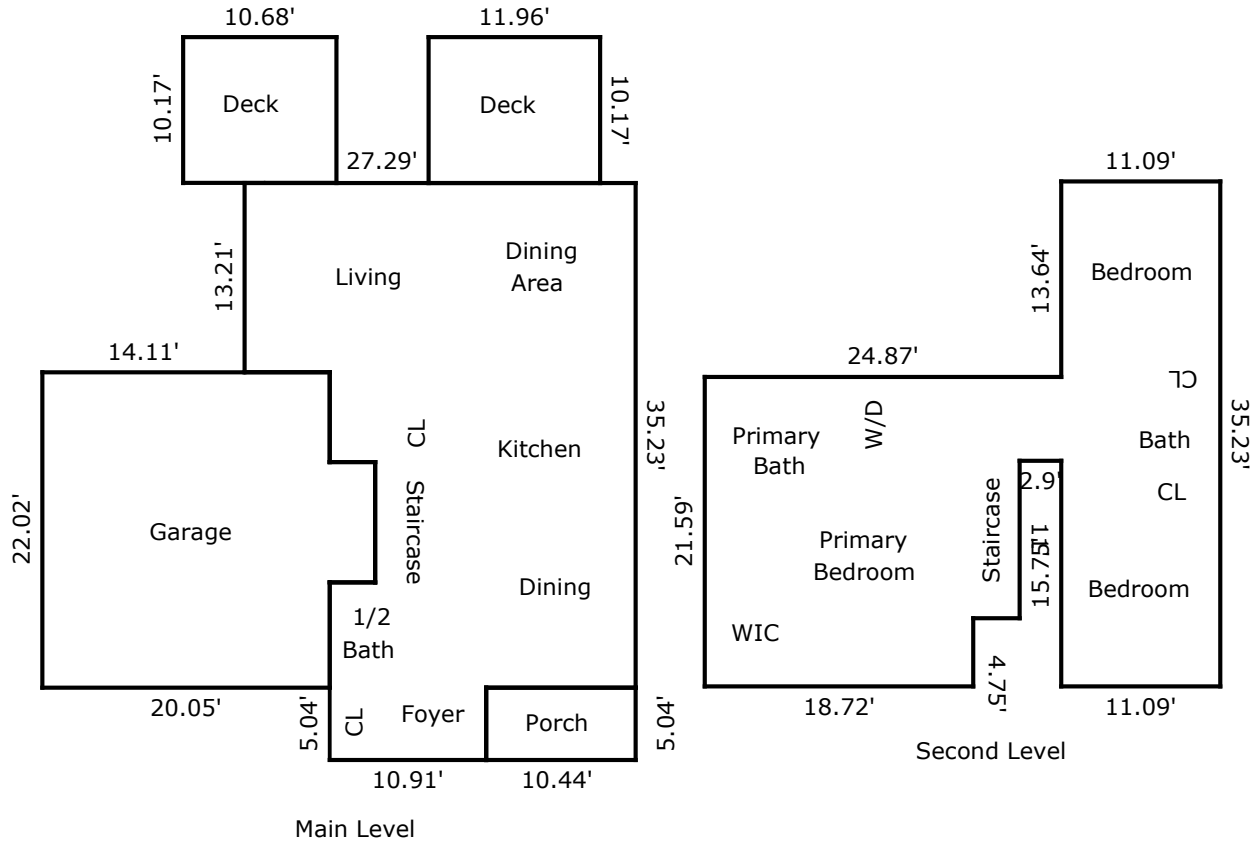 10.68'
11.96'
10.17'
Deck
Deck
10.17'
27.29'
13.21'
Living
Dining
Area
14.11'
CL
Kitchen
35.23'
22.02'
Garage
Staircase
Dining
1/2
Bath
20.05'
5.04'
CL
Foyer
Porch
5.04'
10.91'
10.44'
Main Level
11.09'
13.64'
Bedroom
24.87'
CL
Primary
Bath
W/D
Bath
35.23'
2.9'
CL
21.59'
Staircase
Primary
Bedroom
15.75'
Bedroom
WIC
4.75'
18.72'
11.09'
Second Level